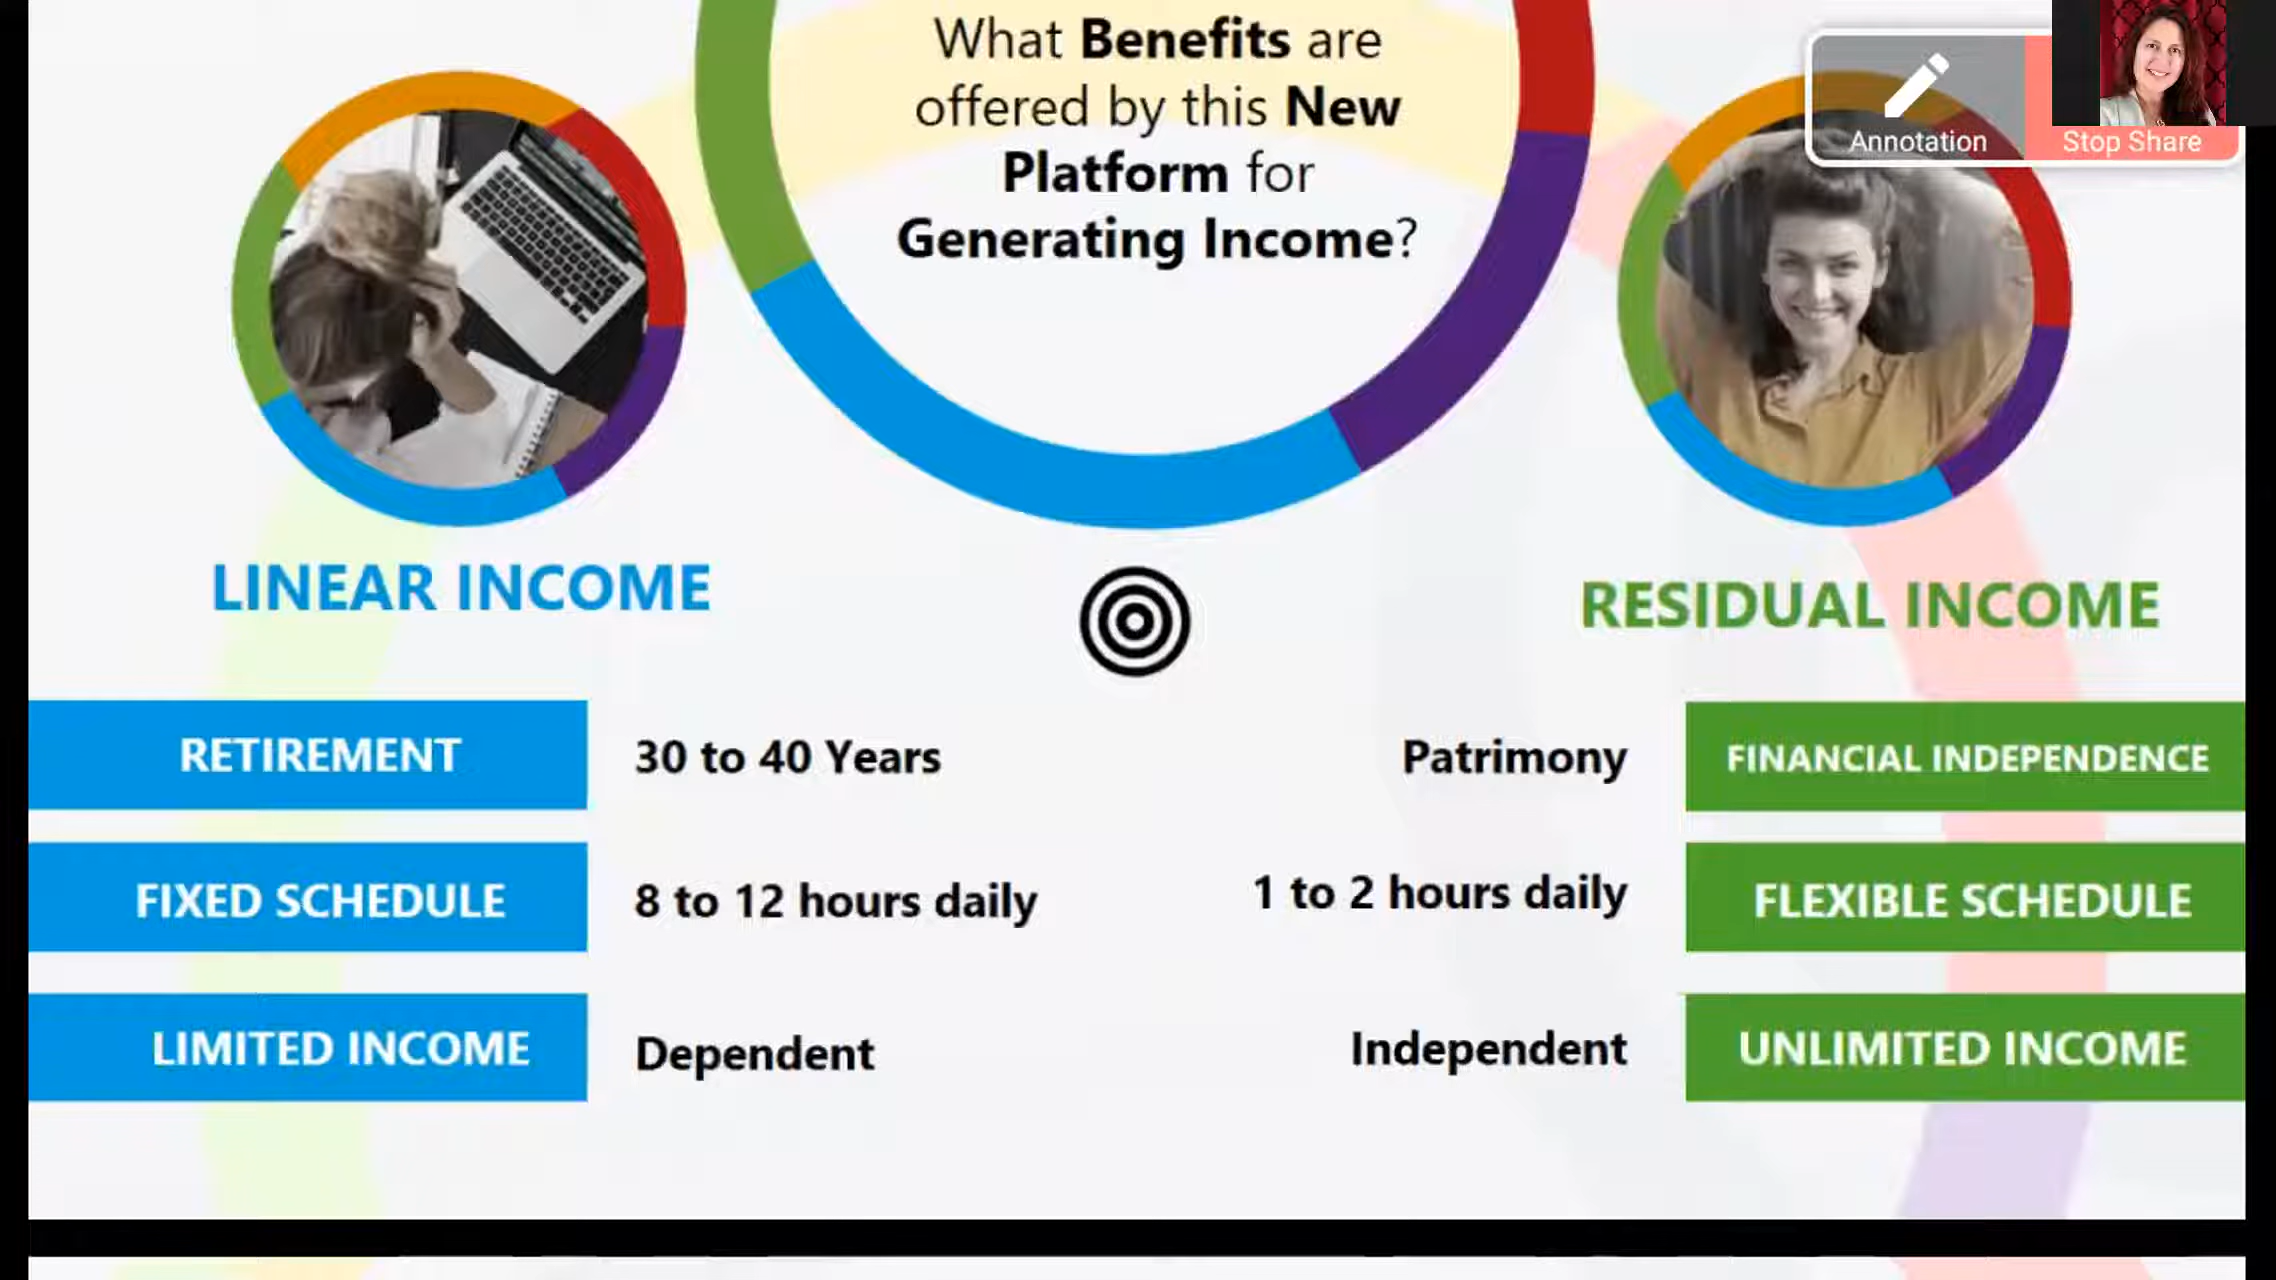 What Benefits are
offered by this New
Platform for
Generating Income?
Annotation
Stop Share
LINEAR INCOME
RESIDUAL INCOME
RETIREMENT
30 to 40 Years
Patrimony
FINANCIAL INDEPENDENCE
FIXED SCHEDULE
8 to 12 hours daily
1 to 2 hours daily
FLEXIBLE SCHEDULE
LIMITED INCOME
Dependent
Independent
UNLIMITED INCOME